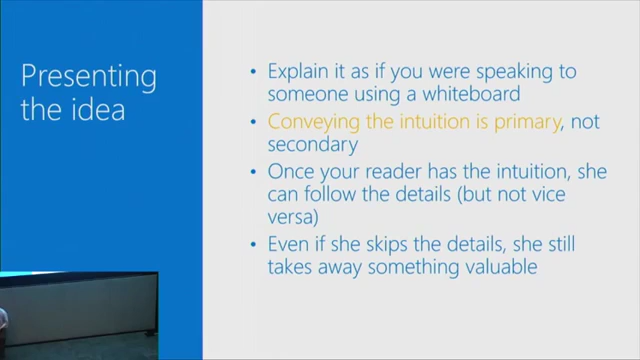 Presenting
the idea
• Explain it as if you were speaking to
someone using a whiteboard
• Conveying the intuition is primary, not
secondary
• Once your reader has the intuition, she
can follow the details (but not vice
versa)
• Even if she skips the details, she still
takes away something valuable